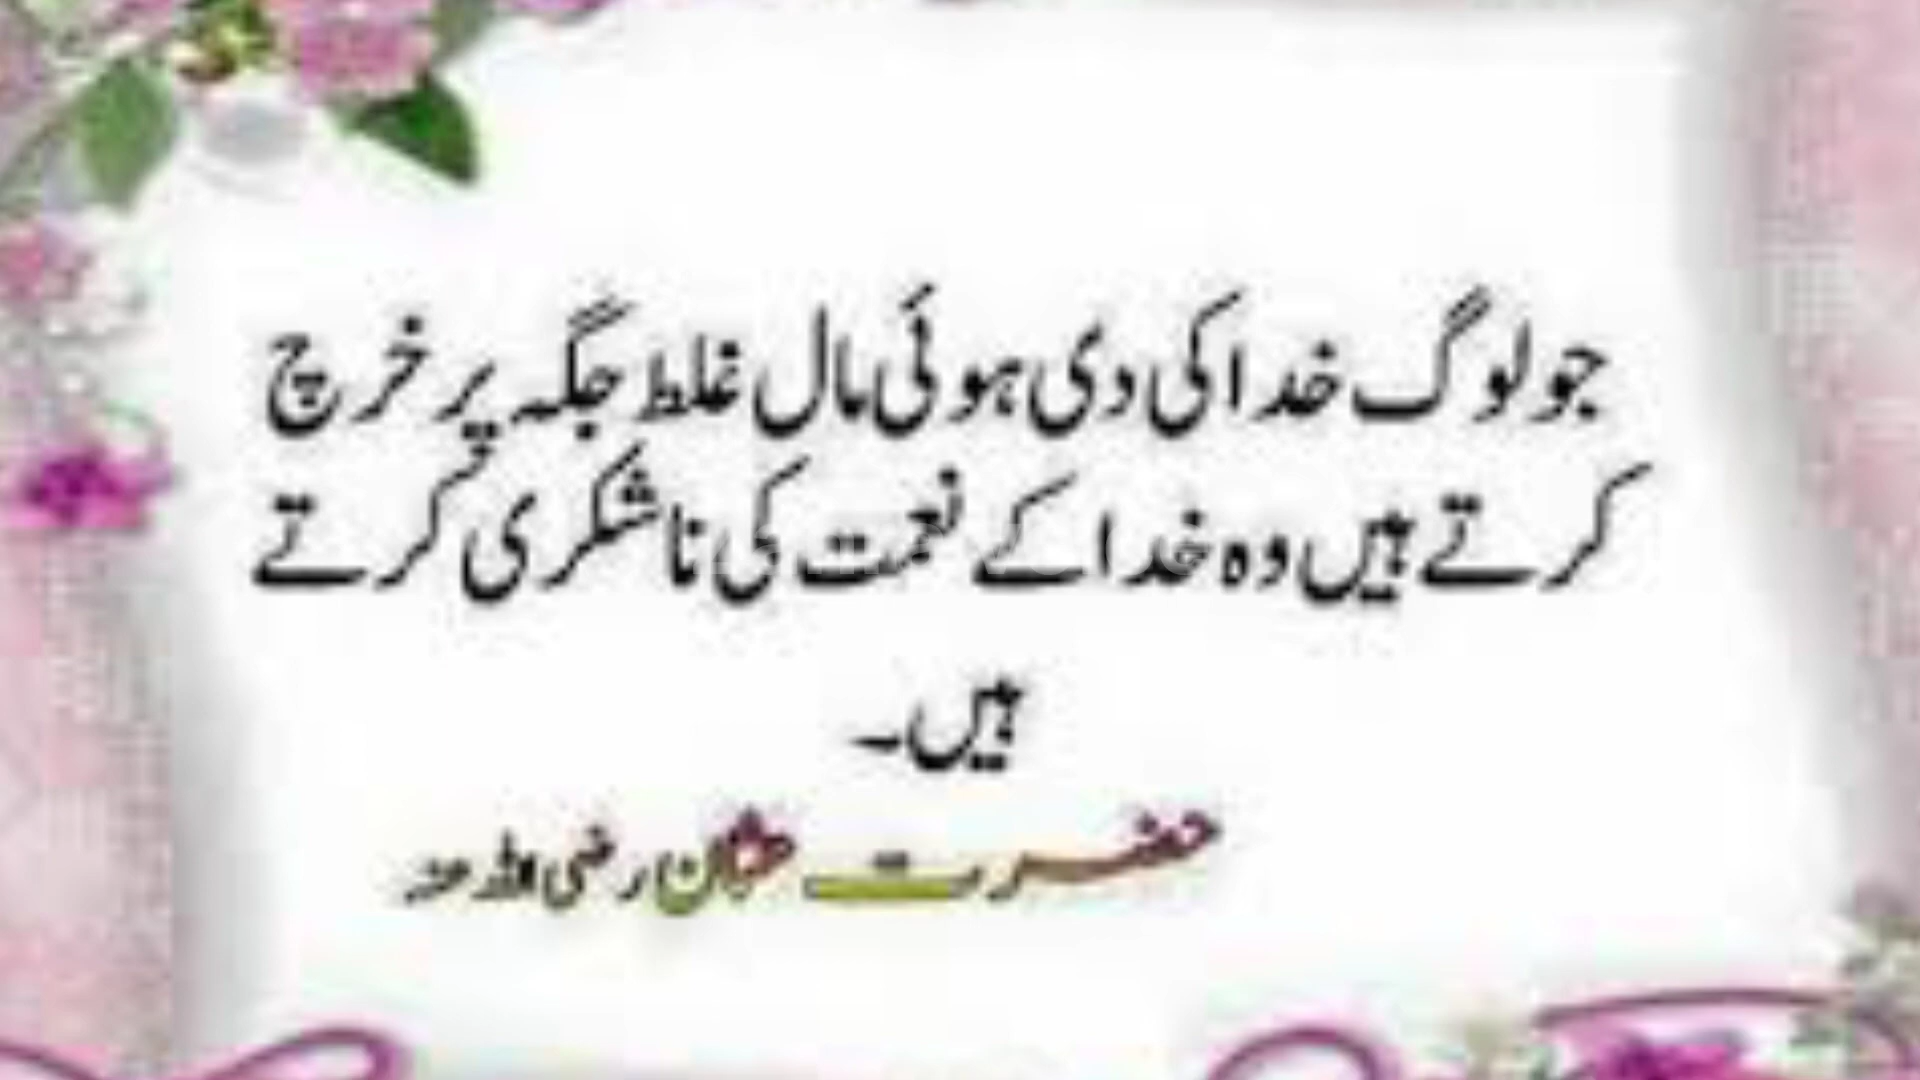 جو لوگ خدا کی دی ہوئی مال غلط جگہ پر خرچ
کرتے ہیں وہ خدا کے نعمت کی ناشکری کرتے
ہیں۔
حضرت عثمان رضی اللہ عنہ